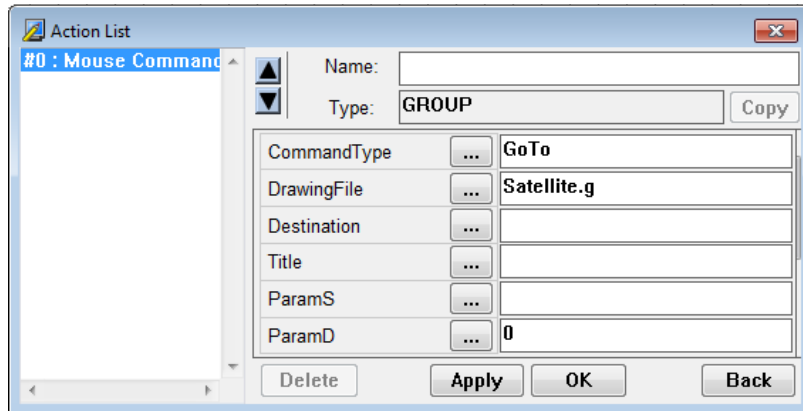 Action List
#0 : Mouse Command
Name:
Type: GROUP Copy
CommandType ... GoTo
DrawingFile ... Satellite.g
Destination ...
Title ...
ParamS ...
ParamD ... 0
Delete Apply OK Back